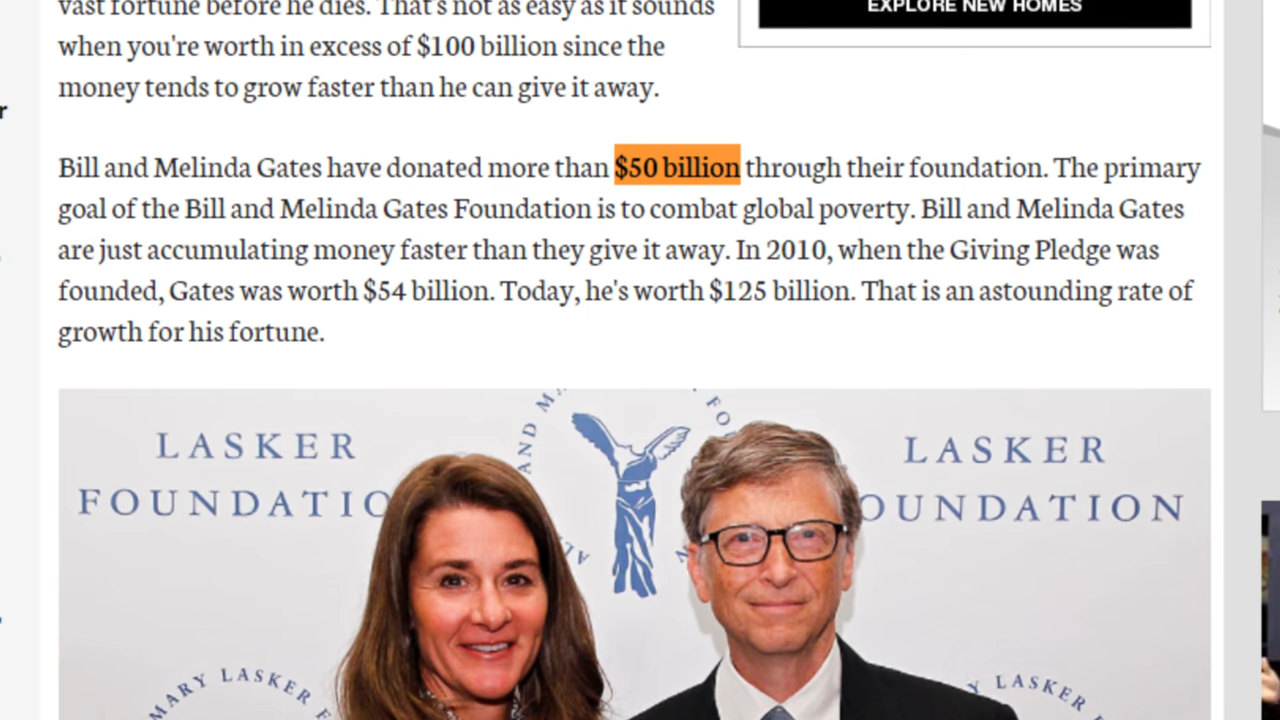 vast fortune before he dies. That's not as easy as it sounds
when you're worth in excess of $100 billion since the
money tends to grow faster than he can give it away.
EXPLORE NEW HOMES
r
Bill and Melinda Gates have donated more than $50 billion through their foundation. The primary
goal of the Bill and Melinda Gates Foundation is to combat global poverty. Bill and Melinda Gates
are just accumulating money faster than they give it away. In 2010, when the Giving Pledge was
founded, Gates was worth $54 billion. Today, he's worth $125 billion. That is an astounding rate of
growth for his fortune.
LASKER
FOUNDATIO
AND MA
FOU
AL
LASKER
OUNDATION
MARY LASKER F
LASKER